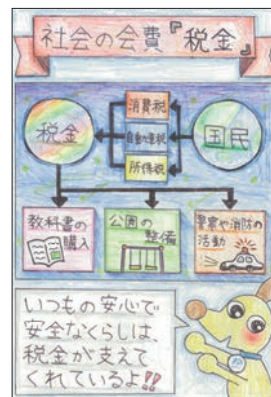 社会の会費『税金』
消費税
税金
自動車税
国民
所得税
教科書の
購入
公園の
整備
警察や消防の
活動
いつもの安心で
安全なくらしは、
税金が支えて
くれているよ!!